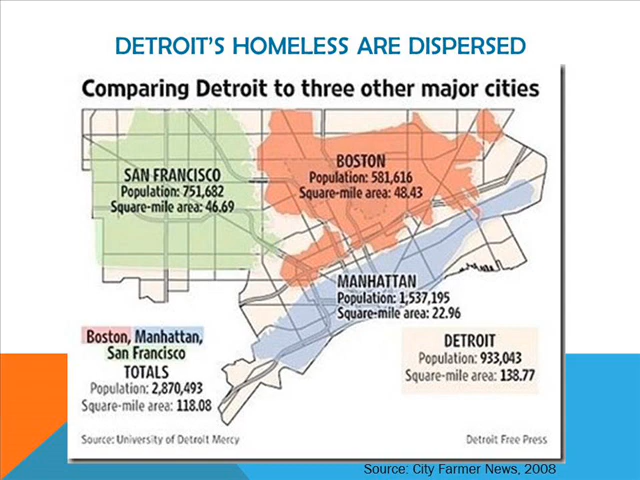 DETROIT'S HOMELESS ARE DISPERSED
Comparing Detroit to three other major cities
SAN FRANCISCO
Population: 751,682
Square-mile area: 46.69
BOSTON
Population: 581,616
Square-mile area: 48.43
MANHATTAN
Population: 1,537,195
Square-mile area: 22.96
Boston, Manhattan,
San Francisco
TOTALS
Population: 2,870,493
Square-mile area: 118.08
DETROIT
Population: 933,043
Square-mile area: 138.77
Source: University of Detroit Mercy
Detroit Free Press
Source: City Farmer News, 2008